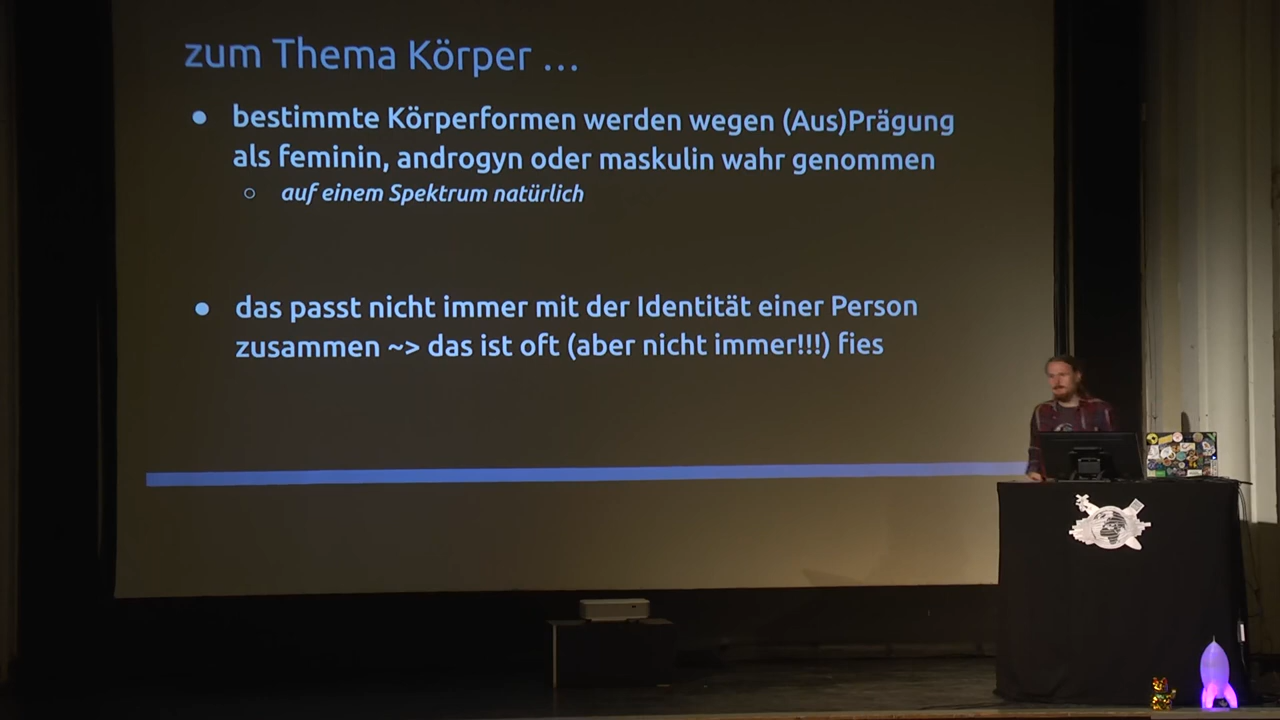 zum Thema Körper …
● bestimmte Körperformen werden wegen (Aus)Prägung
als feminin, androgyn oder maskulin wahr genommen
○ auf einem Spektrum natürlich
● das passt nicht immer mit der Identität einer Person
zusammen ~> das ist oft (aber nicht immer!!!) fies